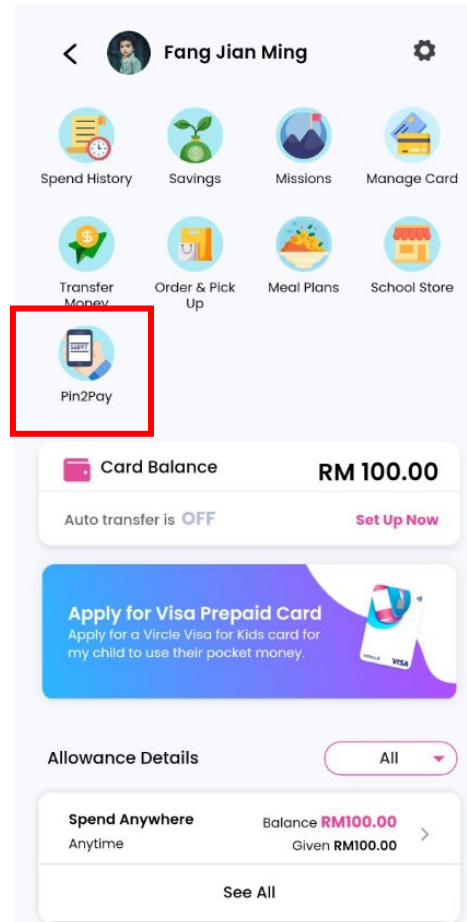 Fang Jian Ming
Spend History
Savings
Missions
Manage Card
Transfer
Money
Order & Pick
Up
Meal Plans
School Store
Pin2Pay
Card Balance
RM 100.00
Auto transfer is OFF
Set Up Now
Apply for Visa Prepaid Card
Apply for a Vircle Visa for Kids card for
my child to use their pocket money.
VIRCLE
VISA
Allowance Details
All
Spend Anywhere
Balance RM100.00
Anytime
Given RM100.00
See All